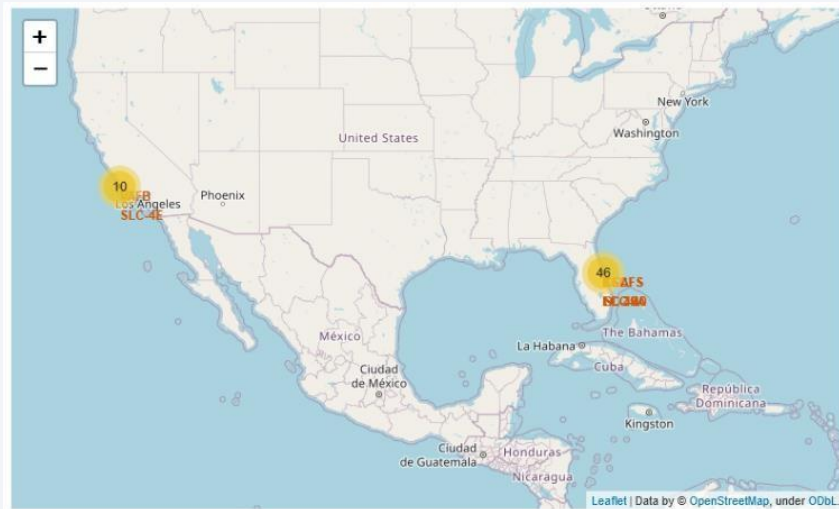 +
−
Ottawa
New York
Washington
United States
10
Los Angeles
SLC-4E
Phoenix
46
The Bahamas
La Habana
Cuba
México
Ciudad
de México
República
Dominicana
Kingston
Ciudad
de Guatemala
Honduras
Nicaragua
Leaflet | Data by © OpenStreetMap, under ODbL.